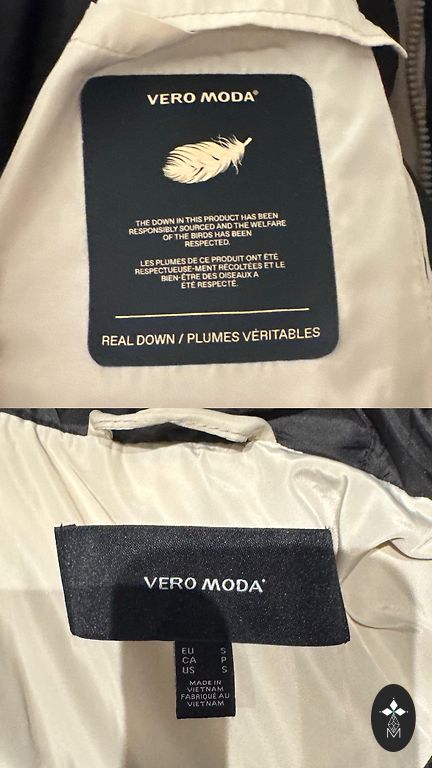 VERO MODA®
THE DOWN IN THIS PRODUCT HAS BEEN
RESPONSIBLY SOURCED AND THE WELFARE
OF THE BIRDS HAS BEEN
RESPECTED.
LES PLUMES DE CE PRODUIT ONT ÉTÉ
RESPECTUEUSE-MENT RÉCOLTÉES ET LE
BIEN-ÊTRE DES OISEAUX A
ÉTÉ RESPECTÉ.
REAL DOWN / PLUMES VÉRITABLES
VERO MODA®
EU S
CA P
US S
MADE IN
VIETNAM
FABRIQUÉ AU
VIETNAM
M